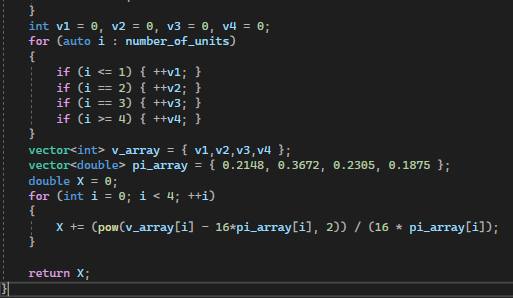 }
int v1 = 0, v2 = 0, v3 = 0, v4 = 0;
for (auto i : number_of_units)
{
if (i <= 1) { ++v1; }
if (i == 2) { ++v2; }
if (i == 3) { ++v3; }
if (i >= 4) { ++v4; }
}
vector<int> v_array = { v1,v2,v3,v4 };
vector<double> pi_array = { 0.2148, 0.3672, 0.2305, 0.1875 };
double X = 0;
for (int i = 0; i < 4; ++i)
{
X += (pow(v_array[i] - 16*pi_array[i], 2)) / (16 * pi_array[i]);
}
return X;
}